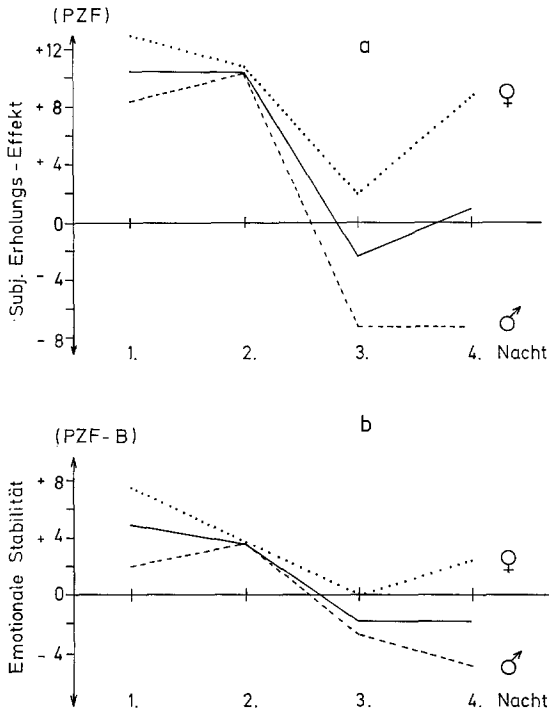 (PZF)
a
Subj. Erholungs-Effekt
+12
+ 8
+ 4
0
- 4
- 8
♀
♂
1. 2. 3. 4. Nacht
(PZF-B)
b
Emotionale Stabilität
+ 8
+ 4
0
- 4
♀
♂
1. 2. 3. 4. Nacht